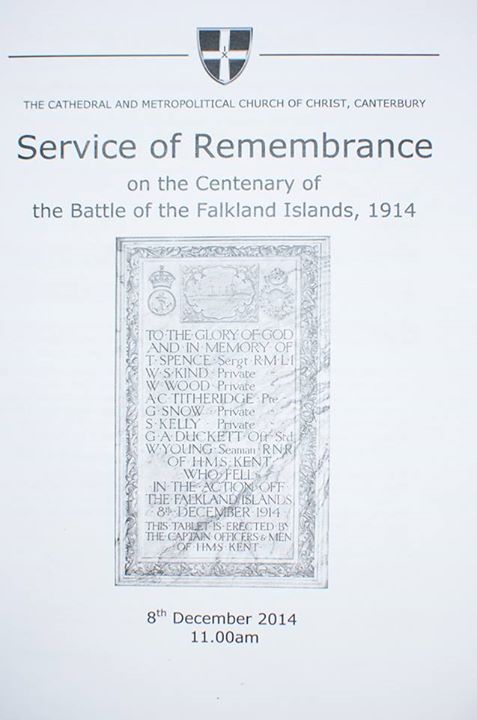 THE CATHEDRAL AND METROPOLITICAL CHURCH OF CHRIST, CANTERBURY
Service of Remembrance
on the Centenary of
the Battle of the Falkland Islands, 1914
TO THE GLORY OF GOD
AND IN MEMORY OF
T·SPENCE·Sergt R·M·L·I
W·S·KIND·Private "
W·WOOD·Private "
A·C·TITHERIDGE·Pte "
G·SNOW·Private "
S·KELLY·Private "
G·A·DUCKETT·Offr Std
W·YOUNG·Seaman R·N·R
OF H·M·S·KENT
WHO FELL
IN THE ACTION OFF
THE FALKLAND ISLANDS
8th DECEMBER 1914
THIS TABLET IS ERECTED BY
THE CAPTAIN OFFICERS & MEN
OF H·M·S·KENT
8th December 2014
11.00am